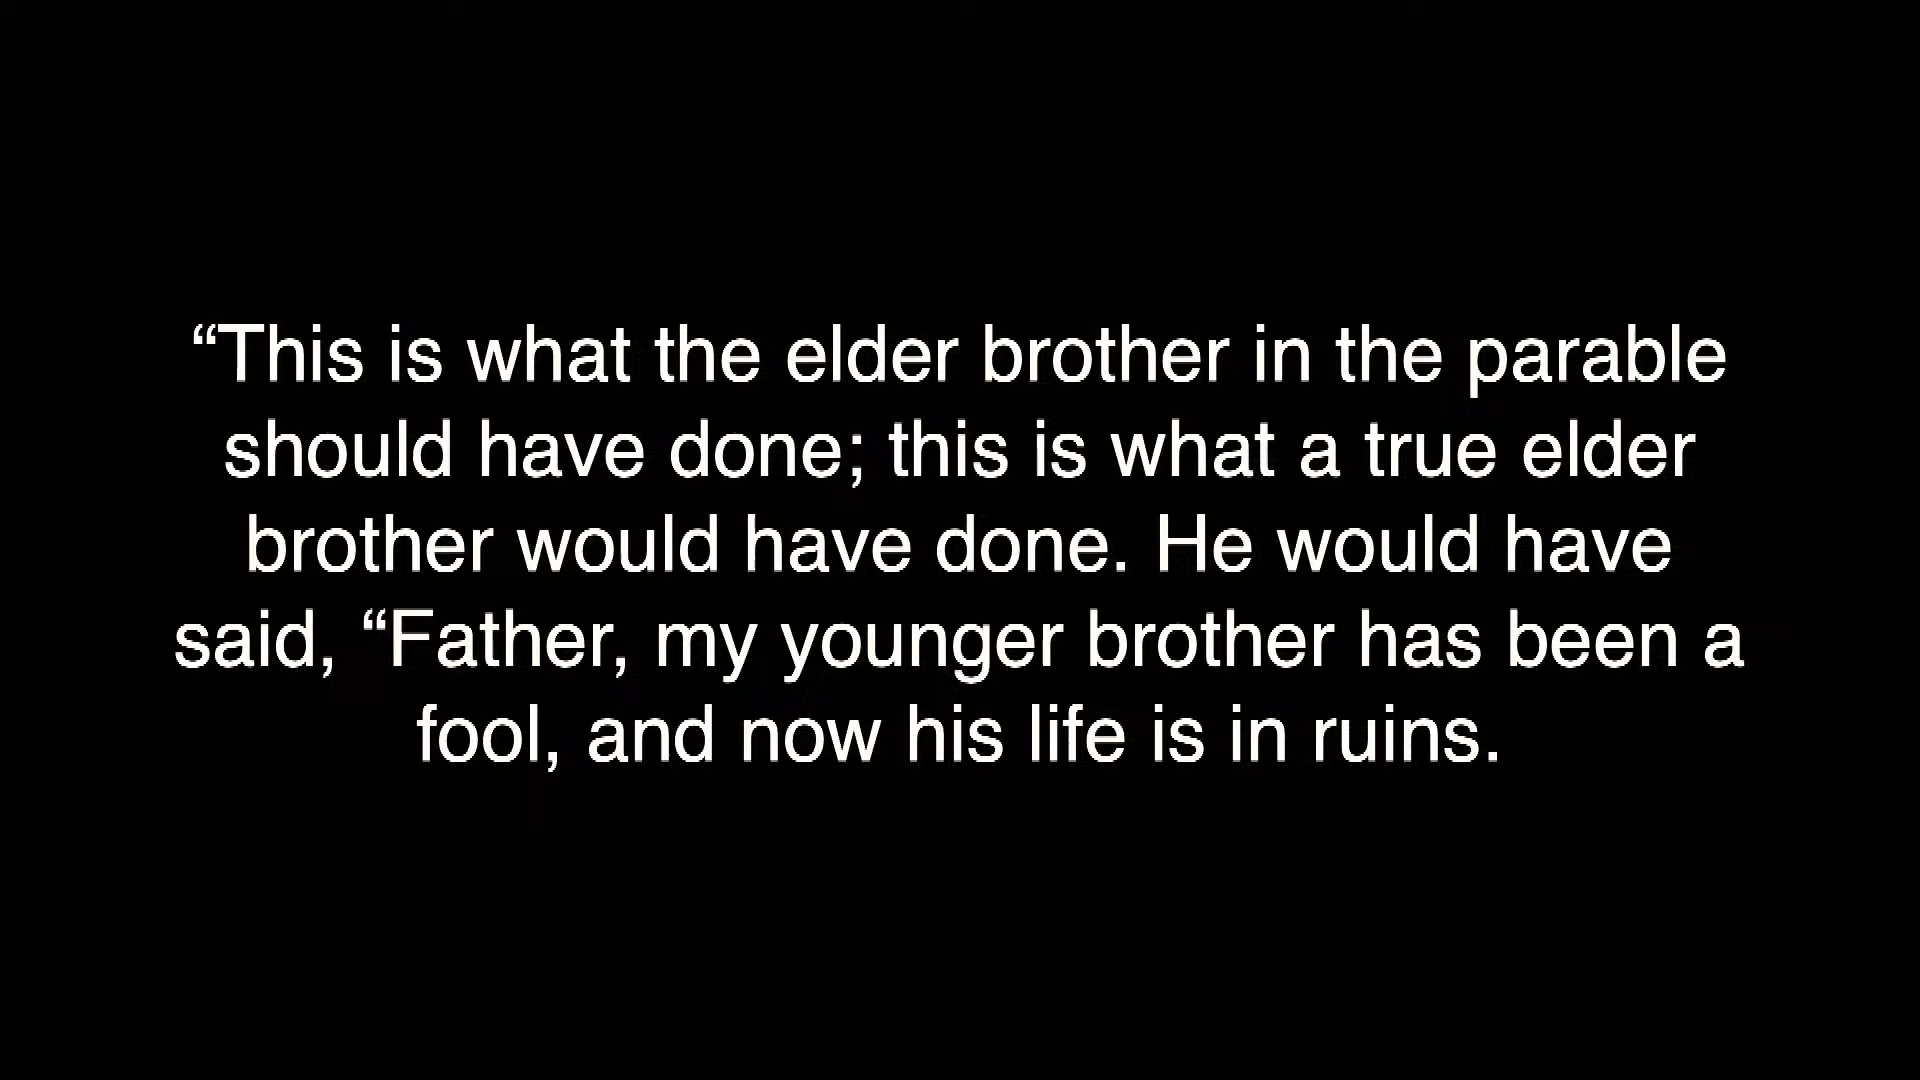 “This is what the elder brother in the parable
should have done; this is what a true elder
brother would have done. He would have
said, “Father, my younger brother has been a
fool, and now his life is in ruins.